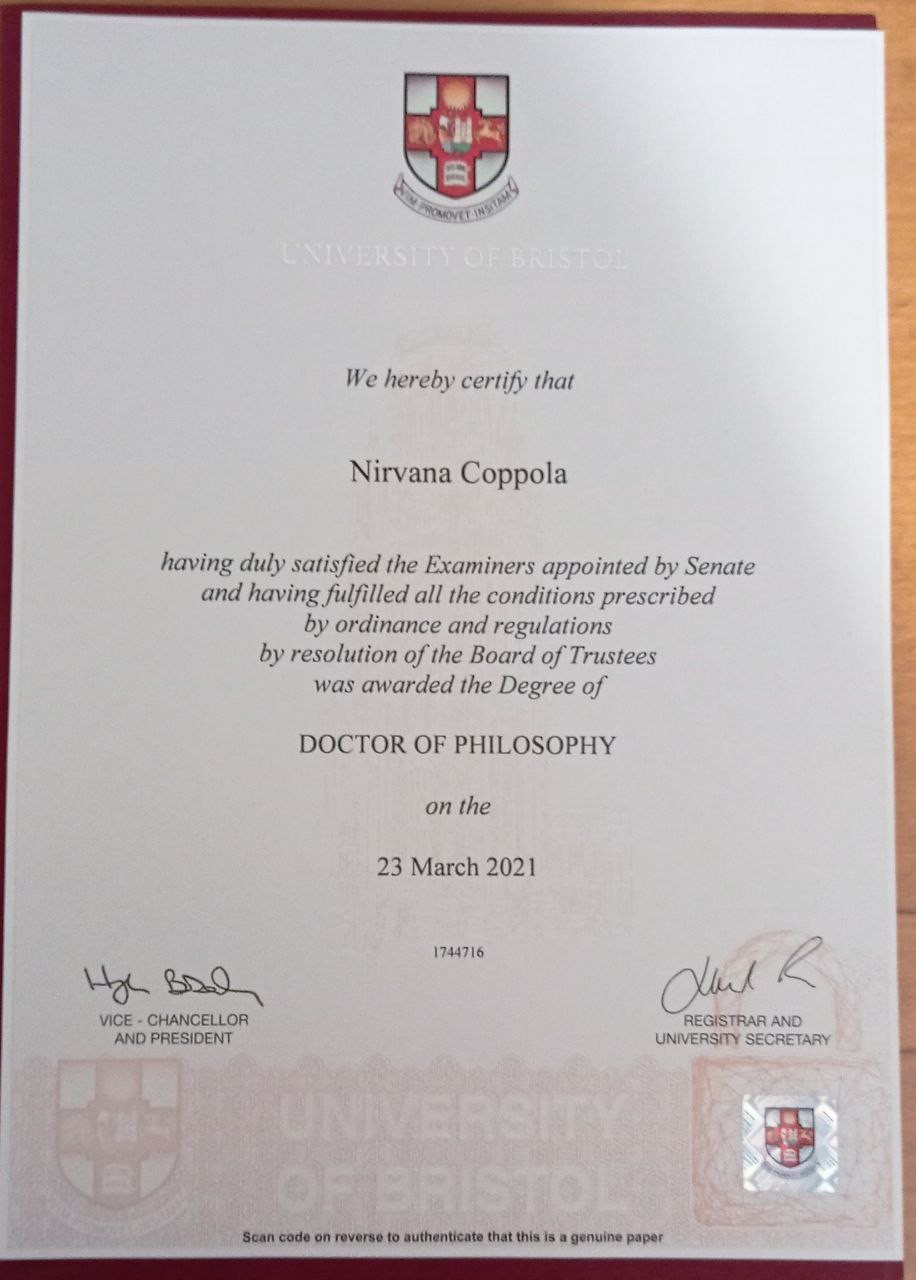 VIM·PROMOVET·INSITAM
UNIVERSITY OF BRISTOL
We hereby certify that
Nirvana Coppola
having duly satisfied the Examiners appointed by Senate
and having fulfilled all the conditions prescribed
by ordinance and regulations
by resolution of the Board of Trustees
was awarded the Degree of
DOCTOR OF PHILOSOPHY
on the
23 March 2021
1744716
VICE - CHANCELLOR
AND PRESIDENT
REGISTRAR AND
UNIVERSITY SECRETARY
UNIVERSITY
OF BRISTOL
Scan code on reverse to authenticate that this is a genuine paper